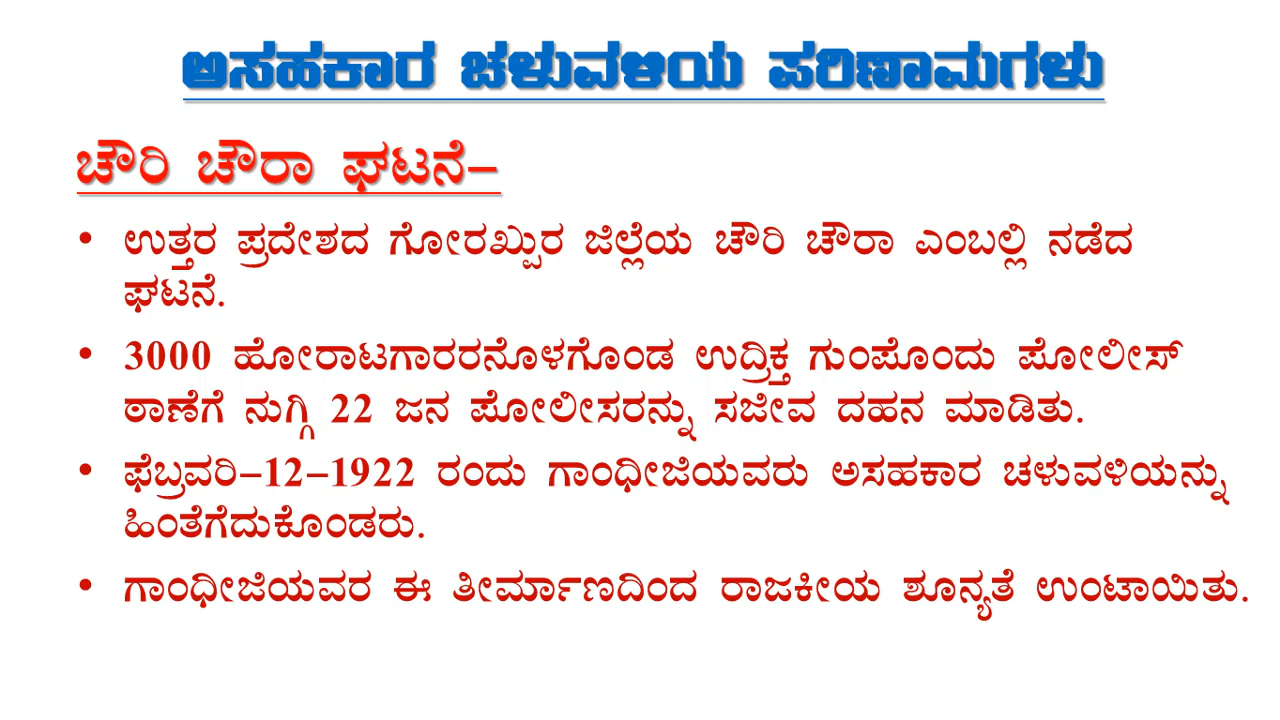 ಅಸಹಕಾರ ಚಳುವಳಿಯ ಪರಿಣಾಮಗಳು
ಚೌರಿ ಚೌರಾ ಘಟನೆ–
• ಉತ್ತರ ಪ್ರದೇಶದ ಗೋರಖ್ಪುರ ಜಿಲ್ಲೆಯ ಚೌರಿ ಚೌರಾ ಎಂಬಲ್ಲಿ ನಡೆದ
ಘಟನೆ.
• 3000 ಹೋರಾಟಗಾರರನೊಳಗೊಂಡ ಉದ್ರಿಕ್ತ ಗುಂಪೊಂದು ಪೋಲೀಸ್
ಠಾಣೆಗೆ ನುಗ್ಗಿ 22 ಜನ ಪೋಲೀಸರನ್ನು ಸಜೀವ ದಹನ ಮಾಡಿತು.
• ಫೆಬ್ರವರಿ–12–1922 ರಂದು ಗಾಂಧೀಜಿಯವರು ಅಸಹಕಾರ ಚಳುವಳಿಯನ್ನು
ಹಿಂತೆಗೆದುಕೊಂಡರು.
• ಗಾಂಧೀಜಿಯವರ ಈ ತೀರ್ಮಾಣದಿಂದ ರಾಜಕೀಯ ಶೂನ್ಯತೆ ಉಂಟಾಯಿತು.